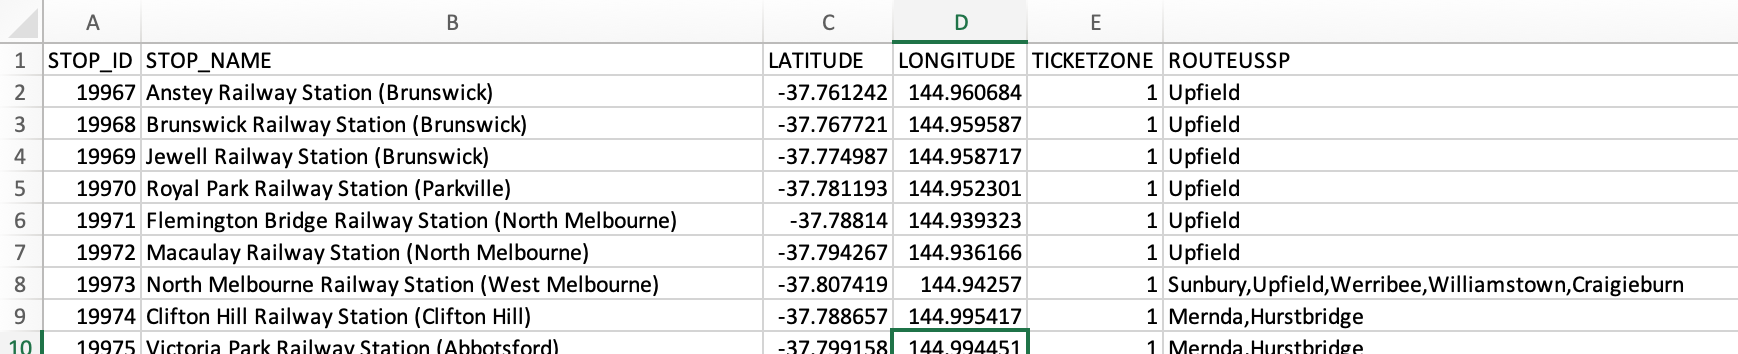 A B C D E
1 STOP_ID STOP_NAME LATITUDE LONGITUDE TICKETZONE ROUTEUSSP
2 19967 Anstey Railway Station (Brunswick) -37.761242 144.960684 1 Upfield
3 19968 Brunswick Railway Station (Brunswick) -37.767721 144.959587 1 Upfield
4 19969 Jewell Railway Station (Brunswick) -37.774987 144.958717 1 Upfield
5 19970 Royal Park Railway Station (Parkville) -37.781193 144.952301 1 Upfield
6 19971 Flemington Bridge Railway Station (North Melbourne) -37.78814 144.939323 1 Upfield
7 19972 Macaulay Railway Station (North Melbourne) -37.794267 144.936166 1 Upfield
8 19973 North Melbourne Railway Station (West Melbourne) -37.807419 144.94257 1 Sunbury,Upfield,Werribee,Williamstown,Craigieburn
9 19974 Clifton Hill Railway Station (Clifton Hill) -37.788657 144.995417 1 Mernda,Hurstbridge
10 19975 Victoria Park Railway Station (Abbotsford) -37.799158 144.994451 1 Mernda,Hurstbridge